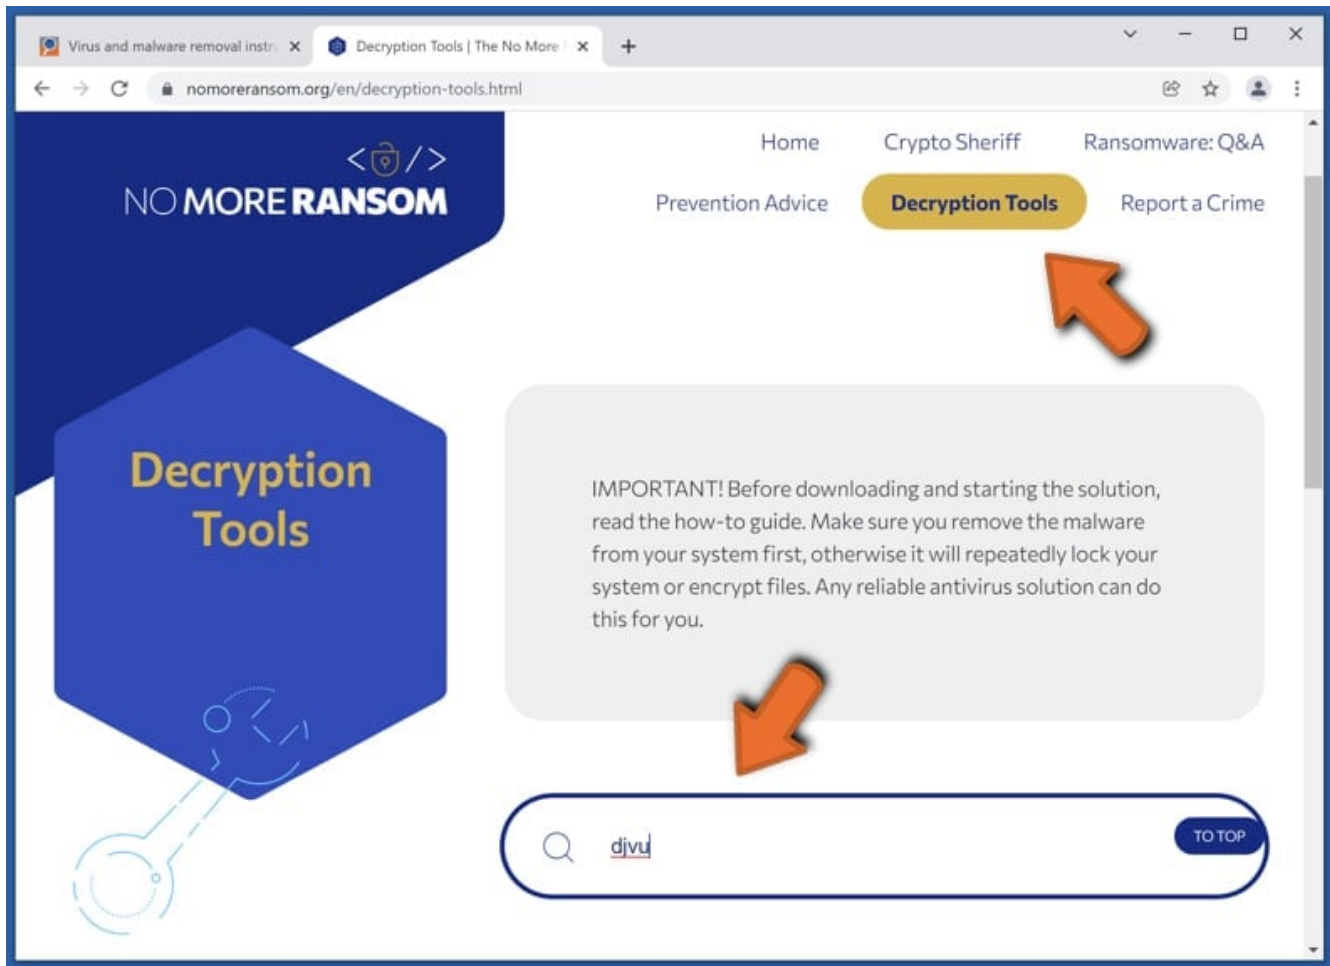 Virus and malware removal instr
Decryption Tools | The No More
nomoreransom.org/en/decryption-tools.html
< />
NO MORE RANSOM
Home
Crypto Sheriff
Ransomware: Q&A
Prevention Advice
Decryption Tools
Report a Crime
Decryption
Tools
IMPORTANT! Before downloading and starting the solution,
read the how-to guide. Make sure you remove the malware
from your system first, otherwise it will repeatedly lock your
system or encrypt files. Any reliable antivirus solution can do
this for you.
djvu
TO TOP